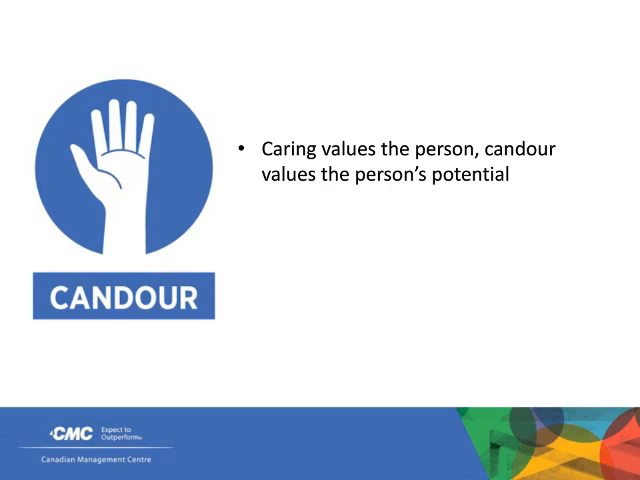 • Caring values the person, candour
values the person’s potential
CANDOUR
CMC
Expect to
Outperform
Canadian Management Centre